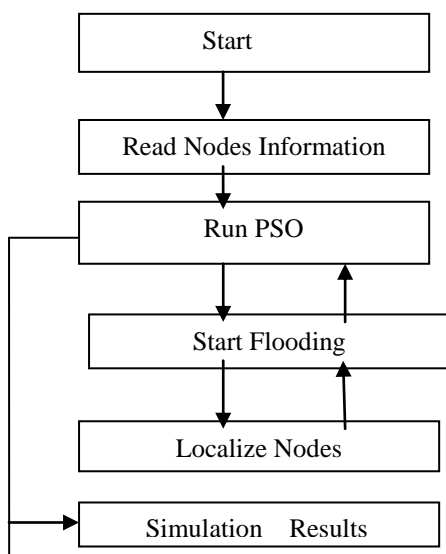 Start
Read Nodes Information
Run PSO
Start Flooding
Localize Nodes
Simulation Results